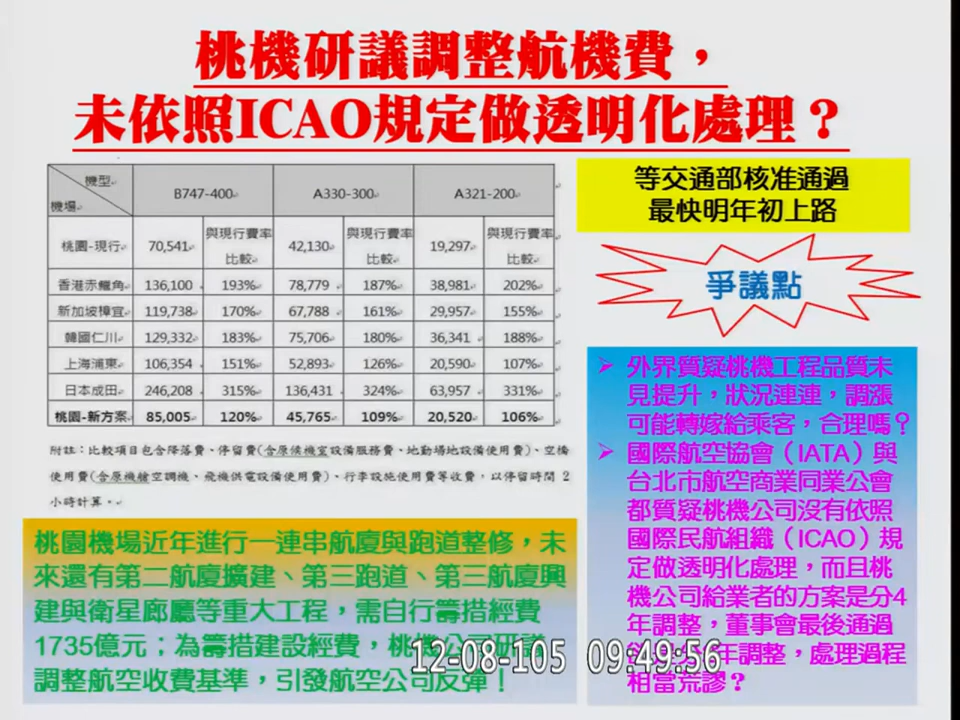 桃機研議調整航機費，
未依照ICAO規定做透明化處理？
機型
機場
B747-400 A330-300 A321-200
桃園-現行 70,541 與現行費率比較 42,130 與現行費率比較 19,297 與現行費率比較
香港赤鱲角 136,100 193% 78,779 187% 38,981 202%
新加坡樟宜 119,738 170% 67,788 161% 29,957 155%
韓國仁川 129,332 183% 75,706 180% 36,341 188%
上海浦東 106,354 151% 52,893 126% 20,590 107%
日本成田 246,208 315% 136,431 324% 63,957 331%
桃園-新方案 85,005 120% 45,765 109% 20,520 106%
附註：比較項目包含降落費、停留費(含原候機室設備服務費、地勤場地設備使用費)、空橋
使用費(含原機艙空調機、飛機供電設備使用費)、行李設施使用費等收費，以停留時間 2
小時計算。
等交通部核准通過
最快明年初上路
爭議點
外界質疑桃機工程品質未
見提升，狀況連連，調漲
可能轉嫁給乘客，合理嗎？
國際航空協會（IATA）與
台北市航空商業同業公會
都質疑桃機公司沒有依照
國際民航組織（ICAO）規
定做透明化處理，而且桃
機公司給業者的方案是分4
年調整，董事會最後通過
年調整，處理過程
相當荒謬？
桃園機場近年進行一連串航廈與跑道整修，未
來還有第二航廈擴建、第三跑道、第三航廈興
建與衛星廊廳等重大工程，需自行籌措經費
1735億元；為籌措建設經費，桃機公司研議
調整航空收費基準，引發航空公司反彈！
12-08-105 09:49:56